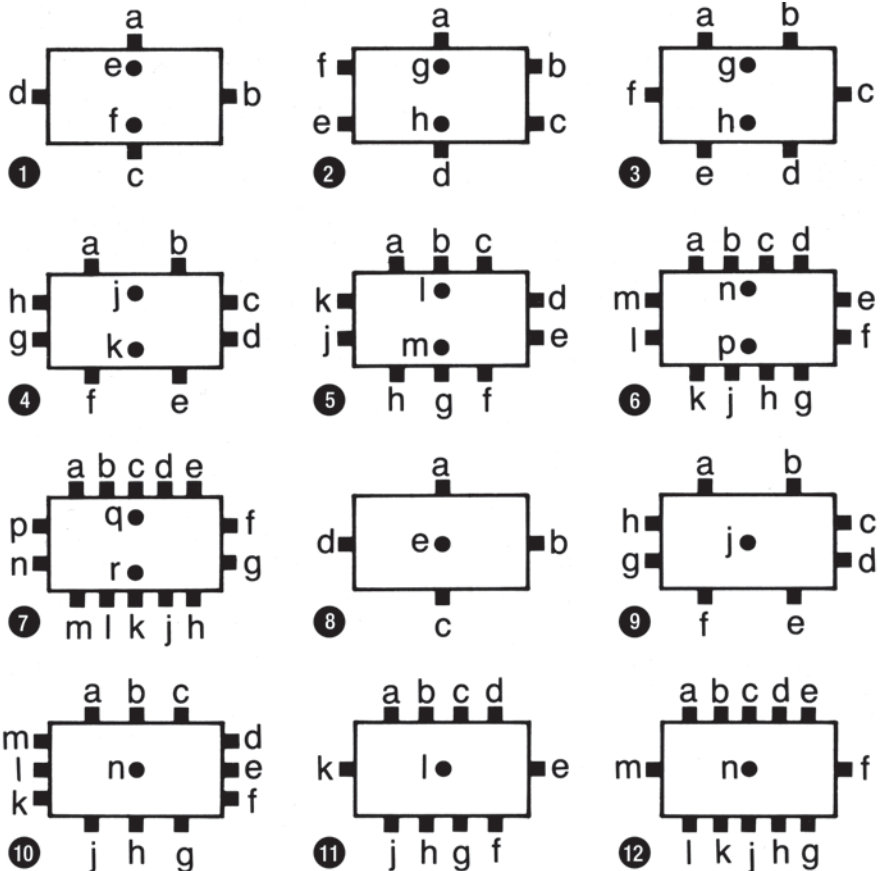 a a a b
e g g
d b f b f c
f h e c h
1 c 2 d 3 e d
a b a b c a b c d
j l n
h c k d m e
g k d j m e l p f
4 f e 5 h g f 6 k j h g
a b c d e a a b
q h c
p f d e b j
n r g g d
7 m l k j h 8 c 9 f e
a b c a b c d a b c d e
m d
l n e k l e m n f
k f
10 j h g 11 j h g f 12 l k j h g